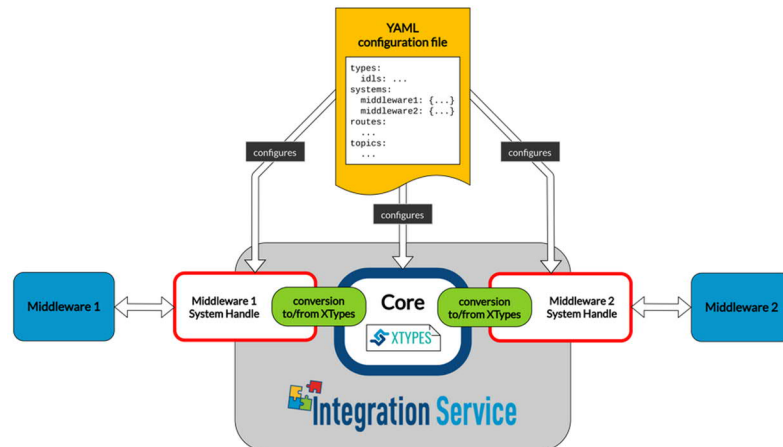 YAML
configuration file
types:
idls: ...
systems:
middleware1: {...}
middleware2: {...}
routes:
...
topics:
...
configures
configures
configures
Middleware 1
Middleware 1
System Handle
conversion
to/from XTypes
Core
XTYPES
conversion
to/from XTypes
Middleware 2
System Handle
Middleware 2
Integration Service